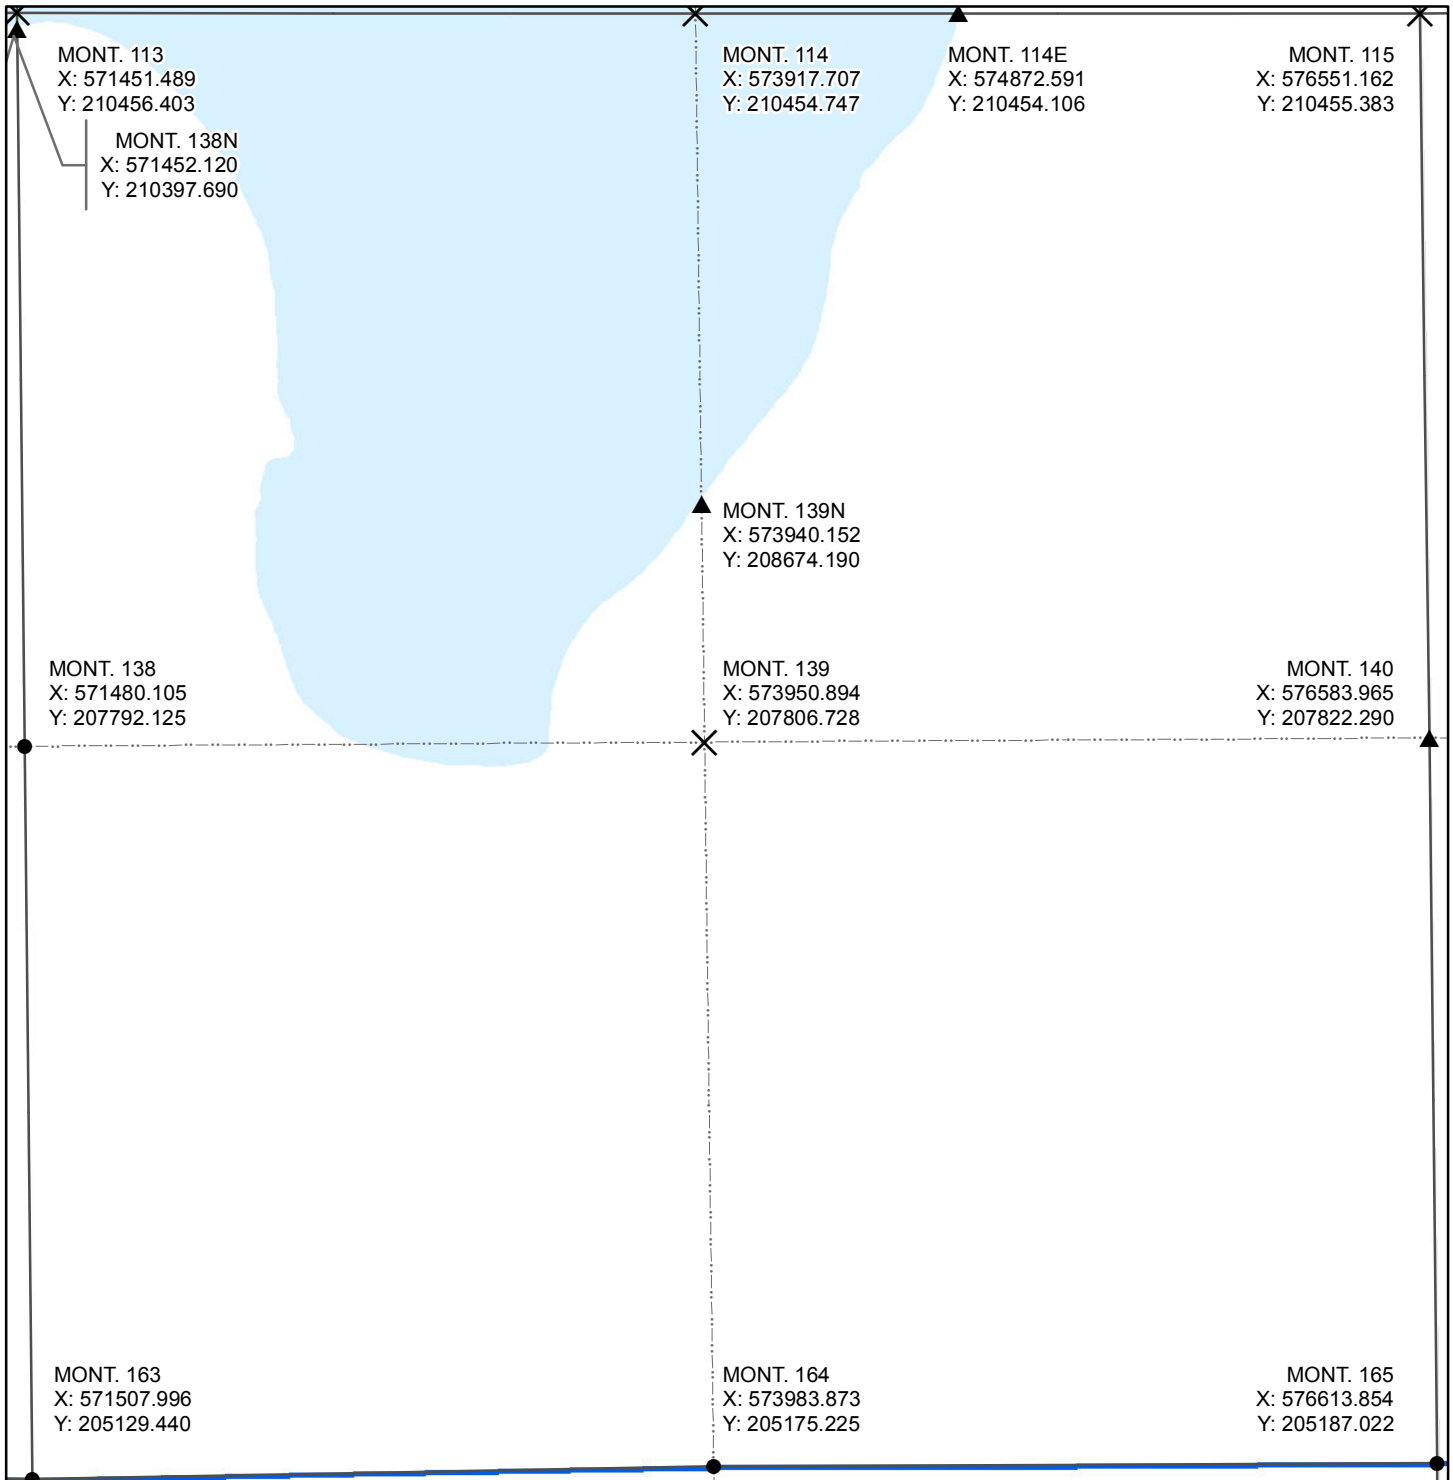 MONT. 113
X: 571451.489
Y: 210456.403
MONT. 114
X: 573917.707
Y: 210454.747
MONT. 114E
X: 574872.591
Y: 210454.106
MONT. 115
X: 576551.162
Y: 210455.383
MONT. 138N
X: 571452.120
Y: 210397.690
MONT. 139N
X: 573940.152
Y: 208674.190
MONT. 138
X: 571480.105
Y: 207792.125
MONT. 139
X: 573950.894
Y: 207806.728
MONT. 140
X: 576583.965
Y: 207822.290
MONT. 163
X: 571507.996
Y: 205129.440
MONT. 164
X: 573983.873
Y: 205175.225
MONT. 165
X: 576613.854
Y: 205187.022